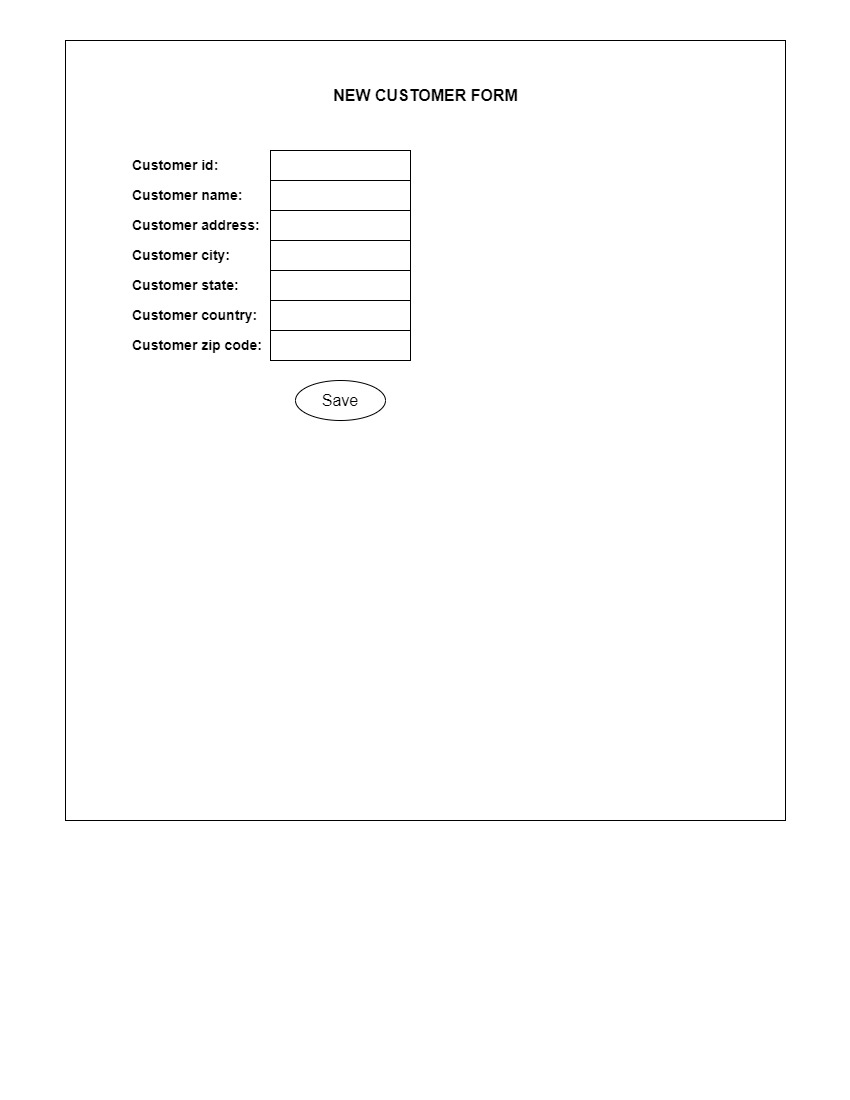 NEW CUSTOMER FORM
Customer id:
Customer name:
Customer address:
Customer city:
Customer state:
Customer country:
Customer zip code:
Save